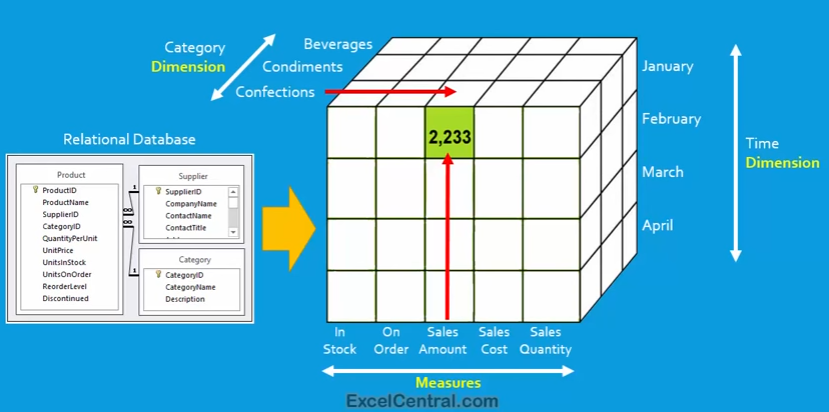 Category
Dimension
Beverages
Condiments
Confections
January
February
March
April
Time
Dimension
2,233
Relational Database
Product
ProductID
ProductName
SupplierID
CategoryID
QuantityPerUnit
UnitPrice
UnitsInStock
UnitsOnOrder
ReorderLevel
Discontinued
1
∞
∞
1
Supplier
SupplierID
CompanyName
ContactName
ContactTitle
Category
CategoryID
CategoryName
Description
In
Stock
On
Order
Sales
Amount
Sales
Cost
Sales
Quantity
Measures
ExcelCentral.com